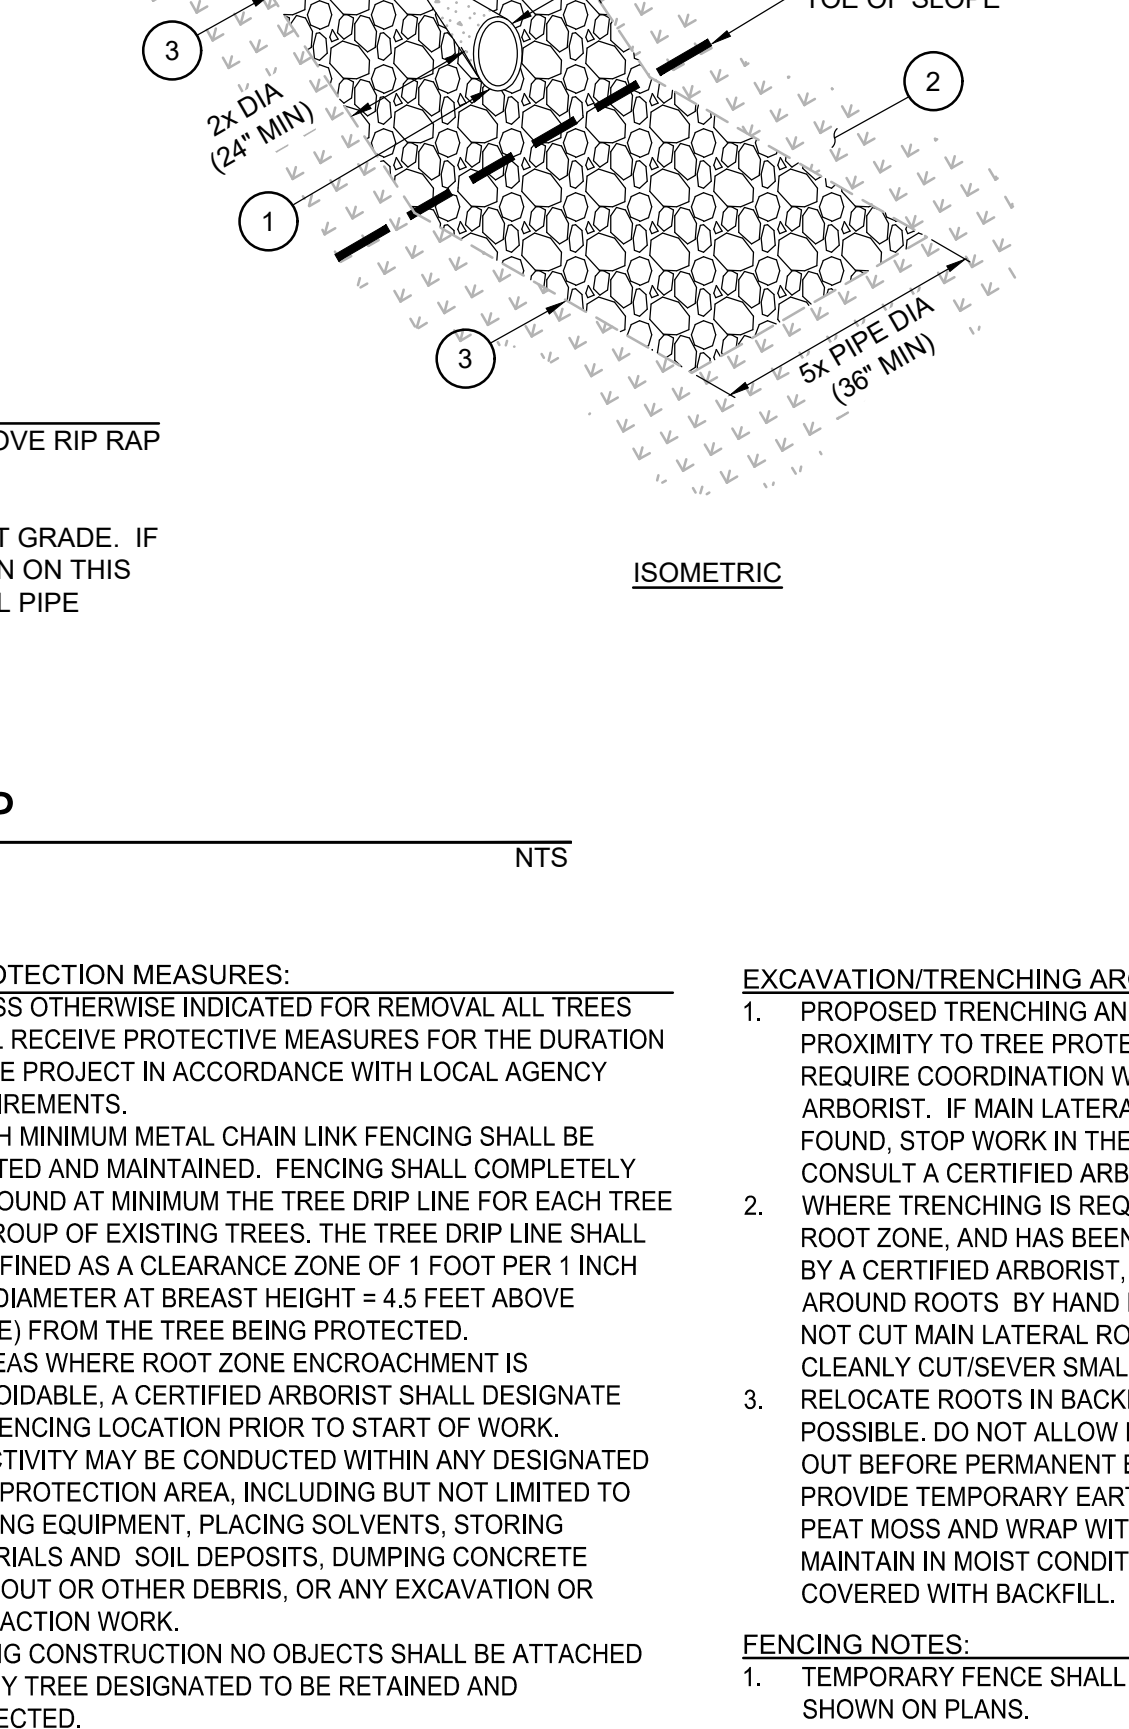 TOE OF SLOPE
3
2
2x DIA
(24" MIN)
1
3
5x PIPE DIA
(36" MIN)
OVE RIP RAP
T GRADE.  IF
N ON THIS
L PIPE
ISOMETRIC
P
NTS
OTECTION MEASURES:
SS OTHERWISE INDICATED FOR REMOVAL ALL TREES
L RECEIVE PROTECTIVE MEASURES FOR THE DURATION
E PROJECT IN ACCORDANCE WITH LOCAL AGENCY
IREMENTS.
H MINIMUM METAL CHAIN LINK FENCING SHALL BE
TED AND MAINTAINED.  FENCING SHALL COMPLETELY
OUND AT MINIMUM THE TREE DRIP LINE FOR EACH TREE
ROUP OF EXISTING TREES. THE TREE DRIP LINE SHALL
FINED AS A CLEARANCE ZONE OF 1 FOOT PER 1 INCH
DIAMETER AT BREAST HEIGHT = 4.5 FEET ABOVE
E) FROM THE TREE BEING PROTECTED.
EAS WHERE ROOT ZONE ENCROACHMENT IS
OIDABLE, A CERTIFIED ARBORIST SHALL DESIGNATE
ENCING LOCATION PRIOR TO START OF WORK.
CTIVITY MAY BE CONDUCTED WITHIN ANY DESIGNATED
PROTECTION AREA, INCLUDING BUT NOT LIMITED TO
NG EQUIPMENT, PLACING SOLVENTS, STORING
RIALS AND  SOIL DEPOSITS, DUMPING CONCRETE
OUT OR OTHER DEBRIS, OR ANY EXCAVATION OR
ACTION WORK.
NG CONSTRUCTION NO OBJECTS SHALL BE ATTACHED
Y TREE DESIGNATED TO BE RETAINED AND
ECTED.
EXCAVATION/TRENCHING ARO
1. PROPOSED TRENCHING AN
PROXIMITY TO TREE PROTE
REQUIRE COORDINATION W
ARBORIST.  IF MAIN LATERA
FOUND, STOP WORK IN THE
CONSULT A CERTIFIED ARB
2. WHERE TRENCHING IS REQ
ROOT ZONE, AND HAS BEEN
BY A CERTIFIED ARBORIST,
AROUND ROOTS  BY HAND
NOT CUT MAIN LATERAL RO
CLEANLY CUT/SEVER SMAL
3. RELOCATE ROOTS IN BACKF
POSSIBLE. DO NOT ALLOW
OUT BEFORE PERMANENT
PROVIDE TEMPORARY EART
PEAT MOSS AND WRAP WIT
MAINTAIN IN MOIST CONDIT
COVERED WITH BACKFILL.
FENCING NOTES:
1. TEMPORARY FENCE SHALL
SHOWN ON PLANS.